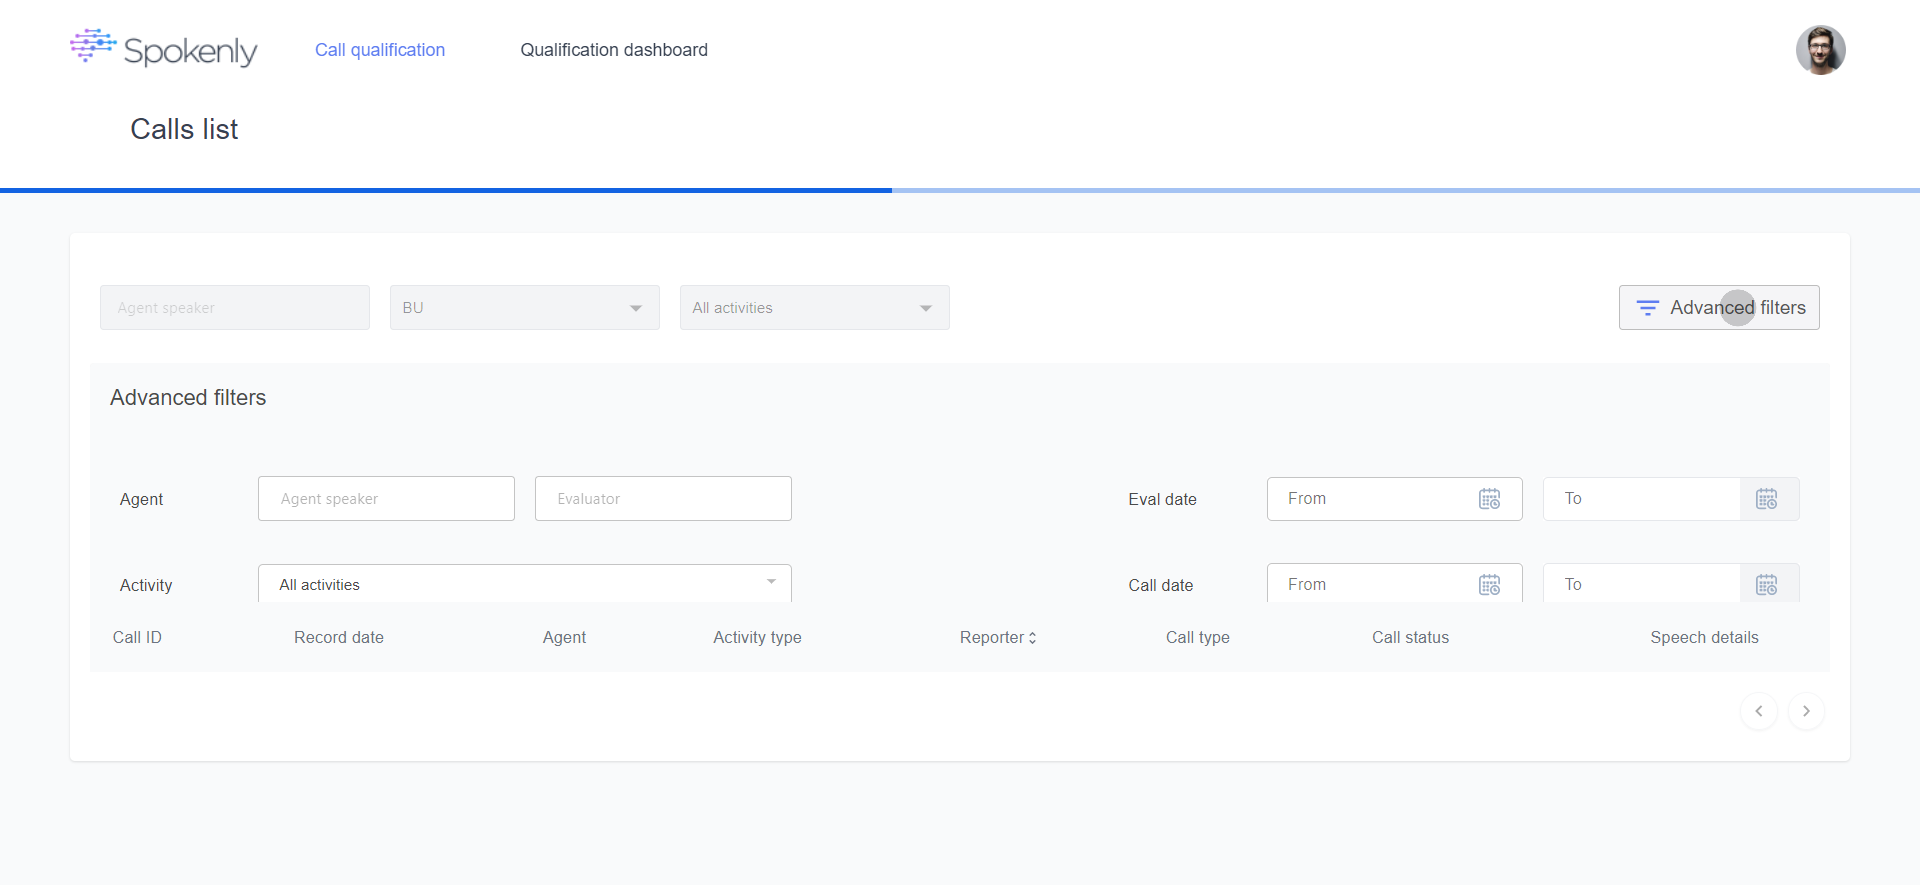 Spokenly
Call qualification
Qualification dashboard
Calls list
Agent speaker
BU
All activities
Advanced filters
Advanced filters
Agent
Agent speaker
Evaluator
Eval date
From
To
Activity
All activities
Call date
From
To
Call ID
Record date
Agent
Activity type
Reporter
Call type
Call status
Speech details